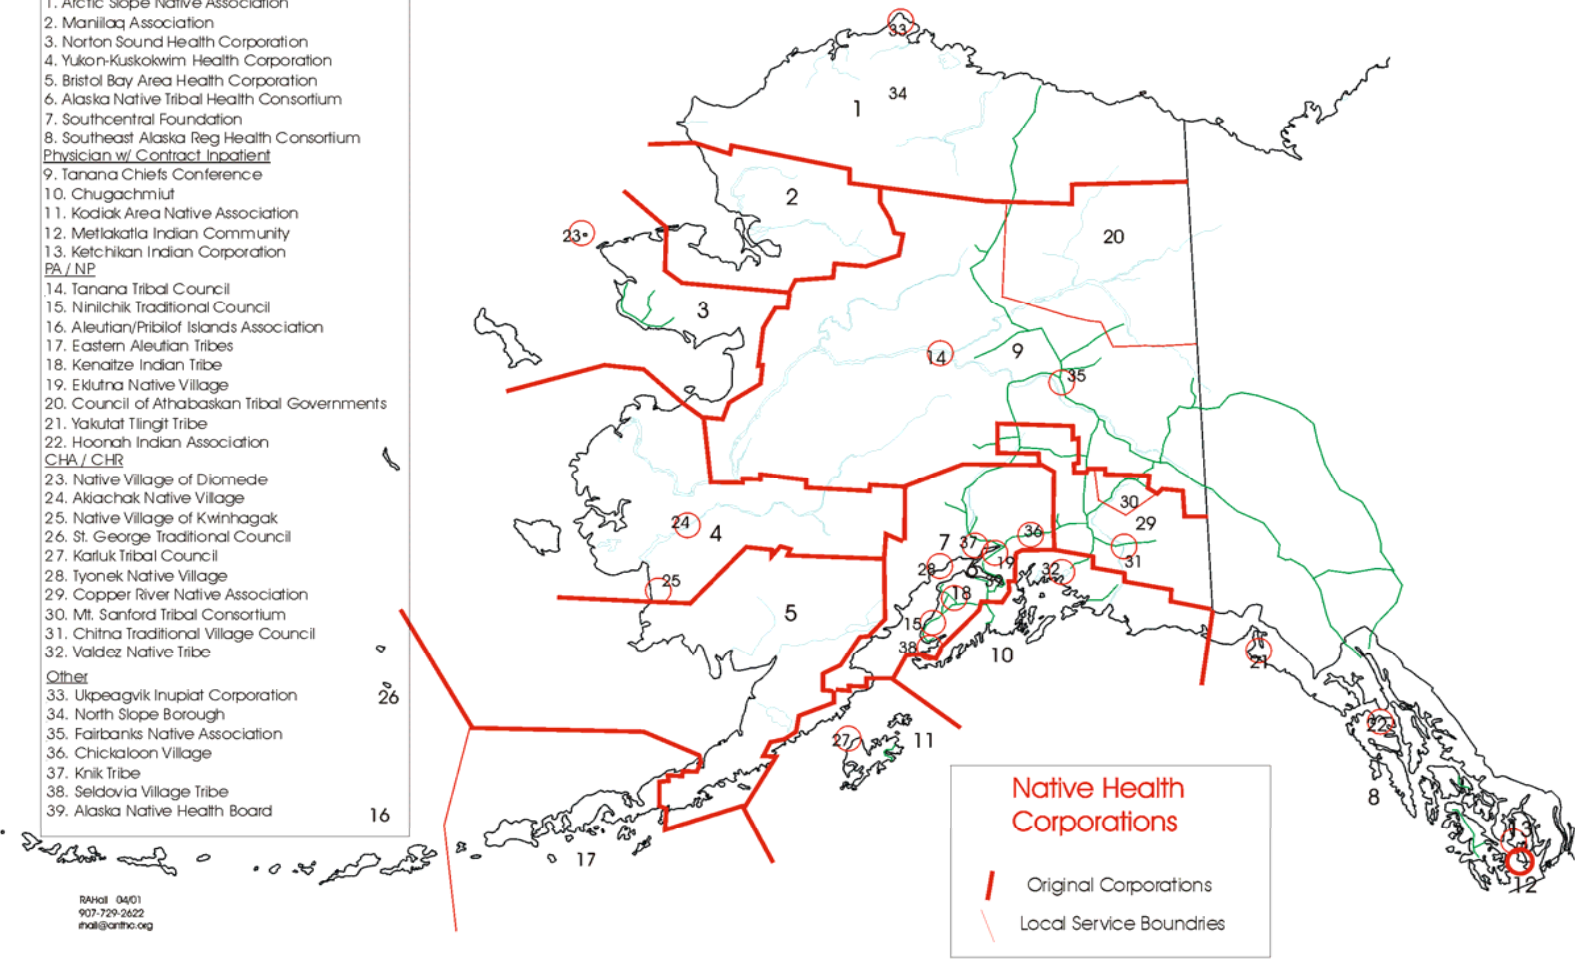 1. Arctic Slope Native Association
2. Maniilaq Association
3. Norton Sound Health Corporation
4. Yukon-Kuskokwim Health Corporation
5. Bristol Bay Area Health Corporation
6. Alaska Native Tribal Health Consortium
7. Southcentral Foundation
8. Southeast Alaska Reg Health Consortium
Physician w/ Contract Inpatient
9. Tanana Chiefs Conference
10. Chugachmiut
11. Kodiak Area Native Association
12. Metlakatla Indian Community
13. Ketchikan Indian Corporation
PA / NP
14. Tanana Tribal Council
15. Ninilchik Traditional Council
16. Aleutian/Pribilof Islands Association
17. Eastern Aleutian Tribes
18. Kenaitze Indian Tribe
19. Eklutna Native Village
20. Council of Athabaskan Tribal Governments
21. Yakutat Tlingit Tribe
22. Hoonah Indian Association
CHA / CHR
23. Native Village of Diomede
24. Akiachak Native Village
25. Native Village of Kwinhagak
26. St. George Traditional Council
27. Karluk Tribal Council
28. Tyonek Native Village
29. Copper River Native Association
30. Mt. Sanford Tribal Consortium
31. Chitna Traditional Village Council
32. Valdez Native Tribe
Other
33. Ukpeagvik Inupiat Corporation
34. North Slope Borough
35. Fairbanks Native Association
36. Chickaloon Village
37. Knik Tribe
38. Seldovia Village Tribe
39. Alaska Native Health Board
26
16
RAHall 04/01
907-729-2622
rhall@anthc.org
33
34
1
2
20
23
3
9
14
35
30
24
4
29
36
7
37
19
31
28
6
32
25
39
18
5
15
38
10
21
27
11
22
8
17
13
12
Native Health
Corporations
Original Corporations
Local Service Boundries